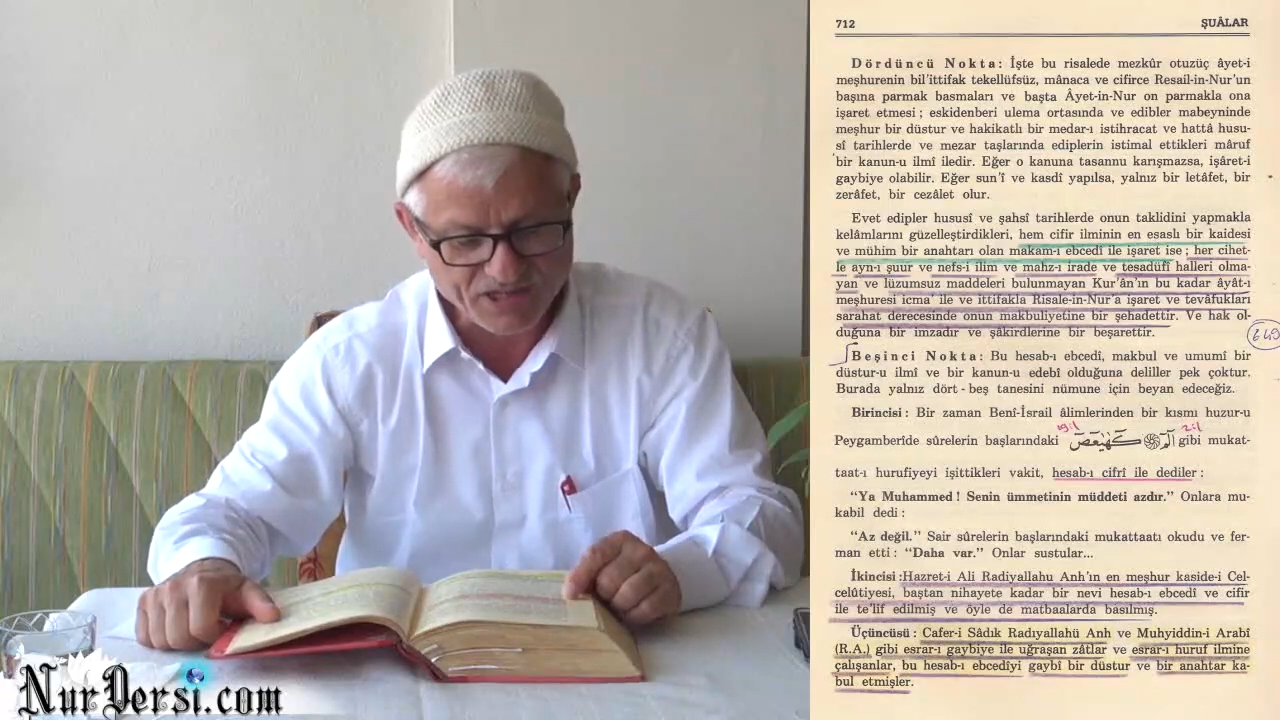 712
ŞUÂLAR
Dördüncü Nokta: İşte bu risalede mezkûr otuzüç âyet-i
meşhurenin bil'ittifak tekellüfsüz, mânaca ve cifirce Resail-in-Nur'un
başına parmak basmaları ve başta Âyet-in-Nur on parmakla ona
işaret etmesi; eskidenberi ulema ortasında ve edibler mabeyninde
meşhur bir düstur ve hakikatlı bir medar-ı istihracat ve hattâ husu-
sî tarihlerde ve mezar taşlarında ediplerin istimal ettikleri mâruf
bir kanun-u ilmî iledir. Eğer o kanuna tasannu karışmazsa, işâret-i
gaybiye olabilir. Eğer sun'î ve kasdî yapılsa, yalnız bir letâfet, bir
zerâfet, bir cezâlet olur.
Evet edipler hususî ve şahsî tarihlerde onun taklidini yapmakla
kelâmlarını güzelleştirdikleri, hem cifir ilminin en esaslı bir kaidesi
ve mühim bir anahtarı olan makam-ı ebcedî ile işaret ise; her cihet-
le ayn-ı şuur ve nefs-i ilim ve mahz-ı irade ve tesadüfî halleri olma-
yan ve lüzumsuz maddeleri bulunmayan Kur'ân'ın bu kadar âyât-ı
meşhuresi icma' ile ve ittifakla Risale-in-Nur'a işaret ve tevâfukları
sarahat derecesinde onun makbuliyetine bir şehadettir. Ve hak ol-
duğuna bir imzadır ve şâkirdlerine bir beşarettir.
649
Beşinci Nokta: Bu hesab-ı ebcedî, makbul ve umumî bir
düstur-u ilmî ve bir kanun-u edebî olduğuna deliller pek çoktur.
Burada yalnız dört - beş tanesini nümune için beyan edeceğiz.
Birincisi: Bir zaman Benî-İsrail âlimlerinden bir kısmı huzur-u
Peygamberîde sûrelerin başlarındaki الٓمٓ ❊ كٓهٰيٰعٓصٓ gibi mukat-
taat-ı hurufiyeyi işittikleri vakit, hesab-ı cifrî ile dediler:
"Ya Muhammed! Senin ümmetinin müddeti azdır." Onlara mu-
kabil dedi:
"Az değil." Sair sûrelerin başlarındaki mukattaatı okudu ve fer-
man etti: "Daha var." Onlar sustular...
İkincisi: Hazret-i Ali Radiyallahu Anh'ın en meşhur kaside-i Cel-
celûtiyesi, baştan nihayete kadar bir nevi hesab-ı ebcedî ve cifir
ile te'lif edilmiş ve öyle de matbaalarda basılmış.
Üçüncüsü: Cafer-i Sâdık Radıyallahü Anh ve Muhyiddin-i Arabî
(R.A.) gibi esrar-ı gaybiye ile uğraşan zâtlar ve esrar-ı huruf ilmine
çalışanlar, bu hesab-ı ebcedîyi gaybî bir düstur ve bir anahtar ka-
bul etmişler.
NurDersi.com